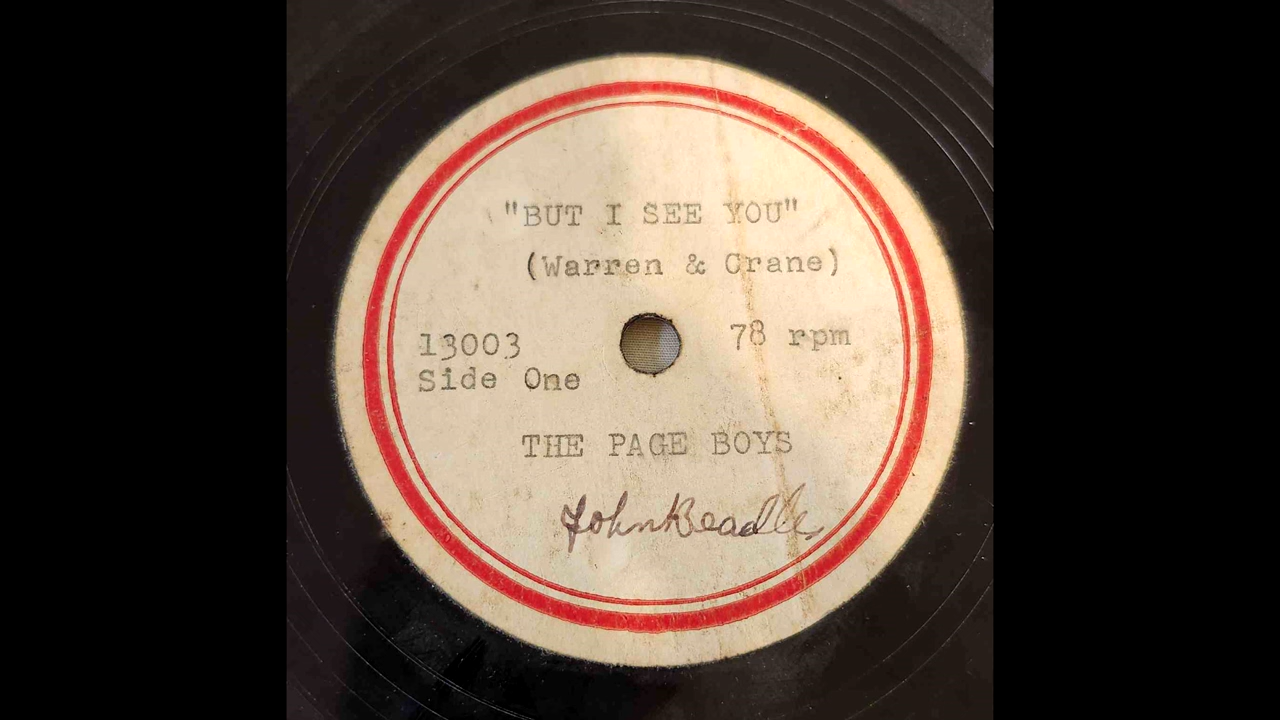 "BUT I SEE YOU"
(Warren & Crane)
13003
78 rpm
Side One
THE PAGE BOYS
John Beadle